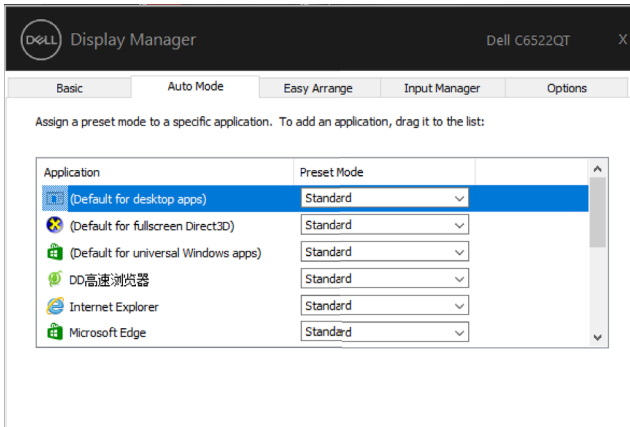 DELL Display Manager Dell C6522QT X
Basic Auto Mode Easy Arrange Input Manager Options
Assign a preset mode to a specific application. To add an application, drag it to the list:
Application Preset Mode
(Default for desktop apps) Standard
(Default for fullscreen Direct3D) Standard
(Default for universal Windows apps) Standard
DD高速浏览器 Standard
Internet Explorer Standard
Microsoft Edge Standard